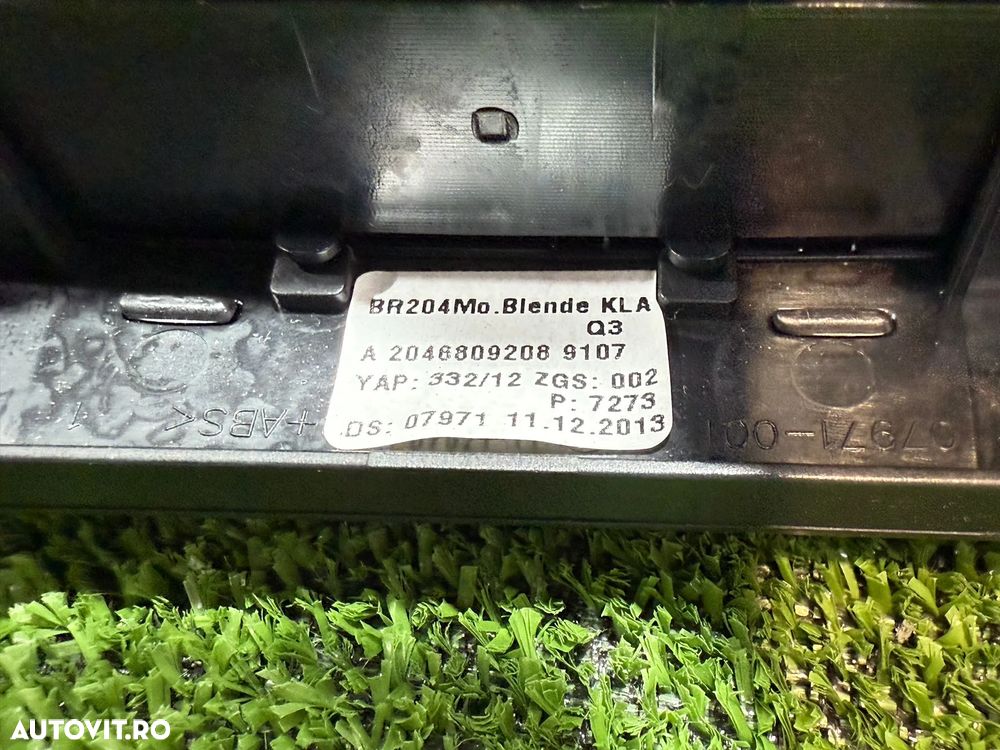 BR204Mo.Blende KLA
Q3
A 2046809208 9107
YAP: 332/12 ZGS: 002
P: 7273
DS: 07971 11.12.2013
+ABS< 1
07971-001
AUTOVIT.RO